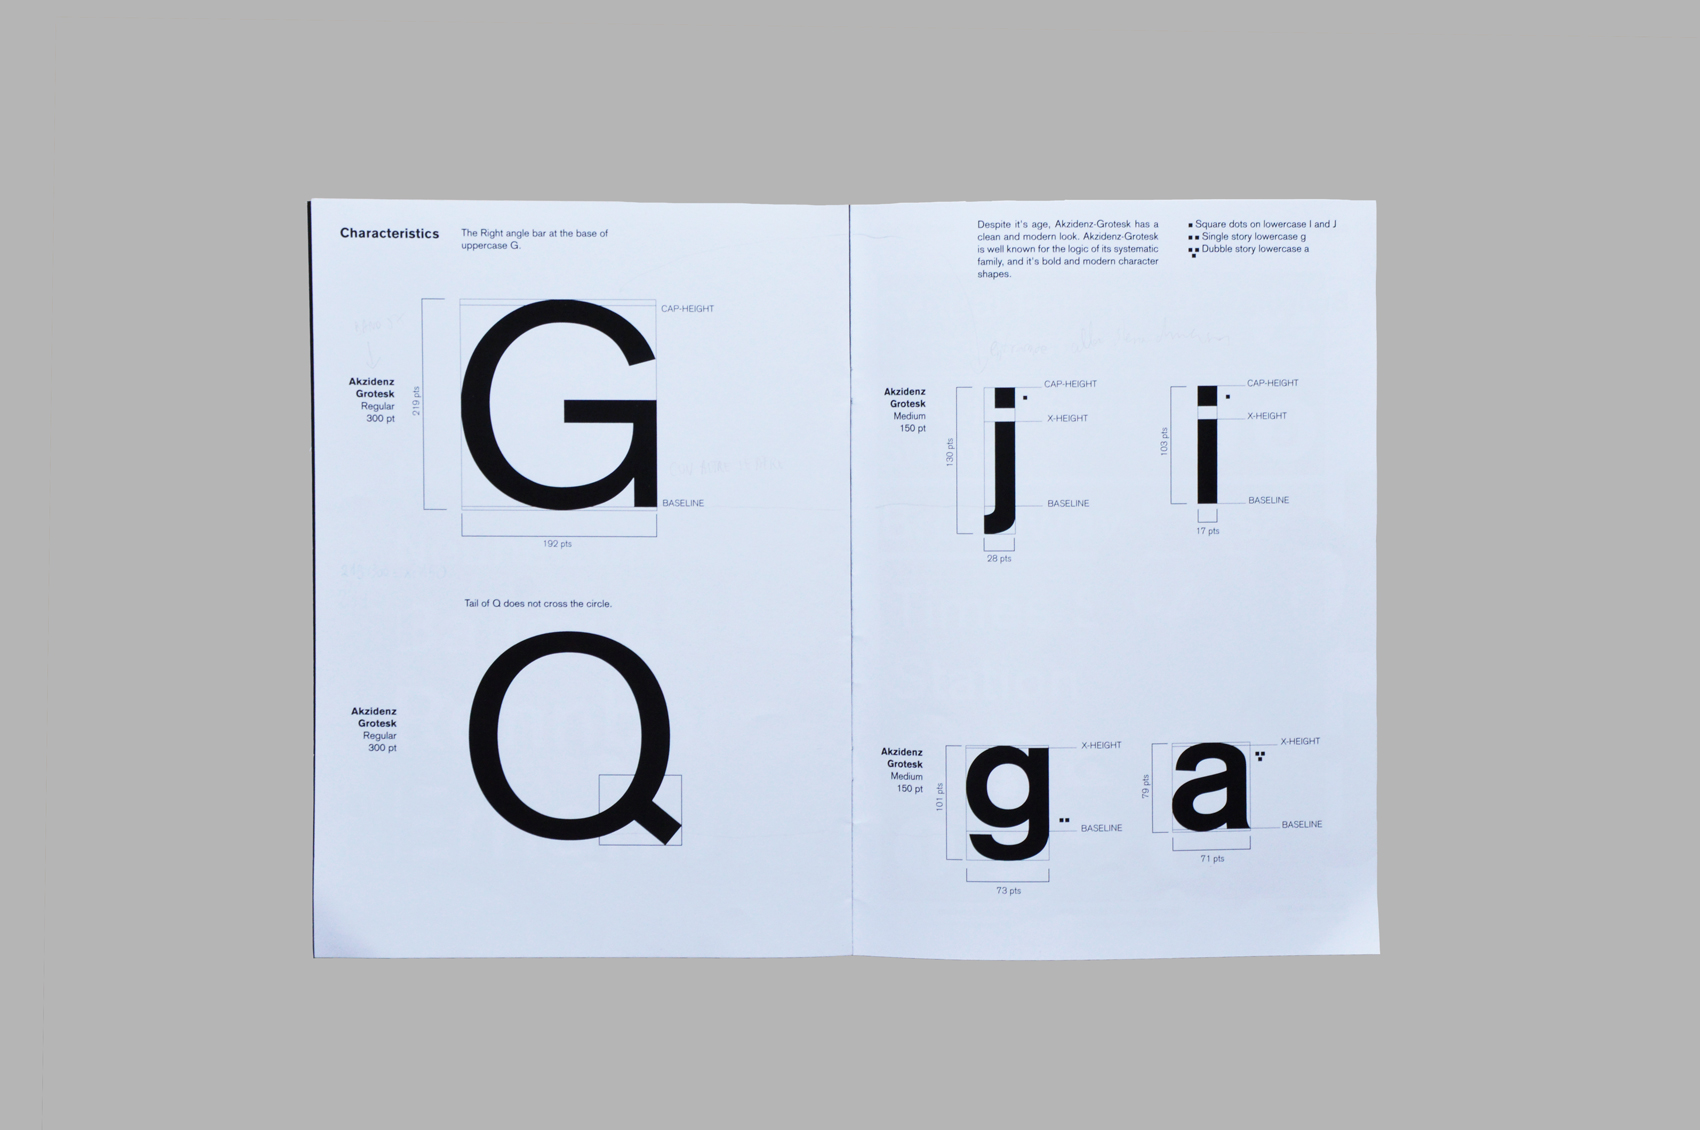 Characteristics
The Right angle bar at the base of
uppercase G.
CAP-HEIGHT
Akzidenz
Grotesk
Regular
300 pt
219 pts
G
BASELINE
192 pts
Tail of Q does not cross the circle.
Akzidenz
Grotesk
Regular
300 pt
Q
Despite it's age, Akzidenz-Grotesk has a
clean and modern look. Akzidenz-Grotesk
is well known for the logic of its systematic
family, and it's bold and modern character
shapes.
Square dots on lowercase I and J
Single story lowercase g
Dubble story lowercase a
Akzidenz
Grotesk
Medium
150 pt
130 pts
j
CAP-HEIGHT
X-HEIGHT
BASELINE
28 pts
103 pts
i
CAP-HEIGHT
X-HEIGHT
BASELINE
17 pts
Akzidenz
Grotesk
Medium
150 pt
101 pts
g
X-HEIGHT
BASELINE
73 pts
79 pts
a
X-HEIGHT
BASELINE
71 pts